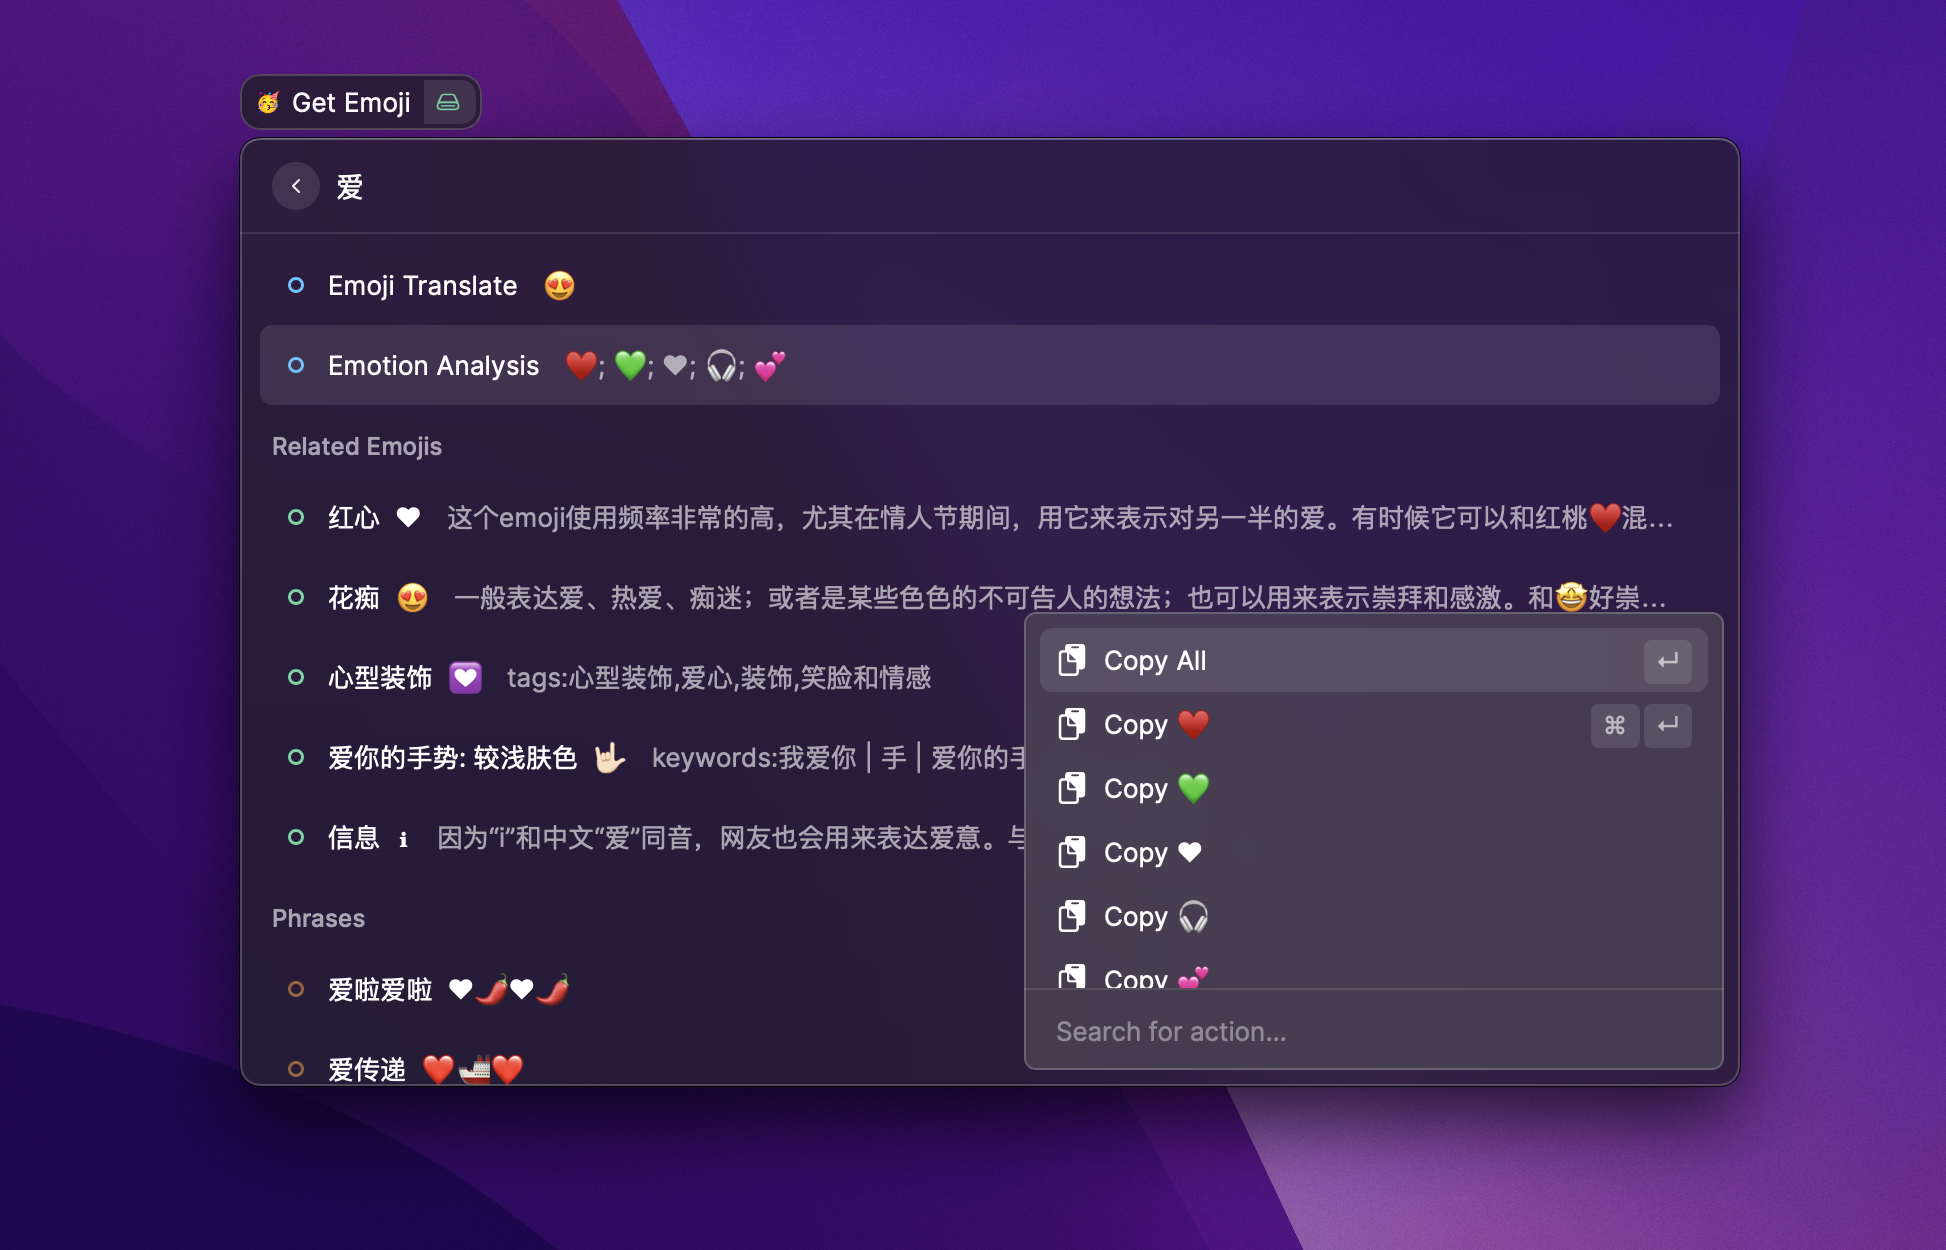 🥳 Get Emoji
爱
Emoji Translate 😍
Emotion Analysis ❤️; 💚; ♥; 🎧; 💕
Related Emojis
红心 ♥ 这个emoji使用频率非常的高，尤其在情人节期间，用它来表示对另一半的爱。有时候它可以和红桃♥️混...
花痴 😍 一般表达爱、热爱、痴迷；或者是某些色色的不可告人的想法；也可以用来表示崇拜和感激。和🤩好崇...
心型装饰 💟 tags:心型装饰,爱心,装饰,笑脸和情感
爱你的手势: 较浅肤色 🤟🏻 keywords:我爱你 | 手 | 爱你的手
信息 ℹ 因为“i”和中文“爱”同音，网友也会用来表达爱意。与
Phrases
爱啦爱啦 ♥🌶️♥🌶️
爱传递 ❤️🚢❤️
Copy All
Copy ❤️ ⌘
Copy 💚
Copy ♥
Copy 🎧
Copy 💕
Search for action...